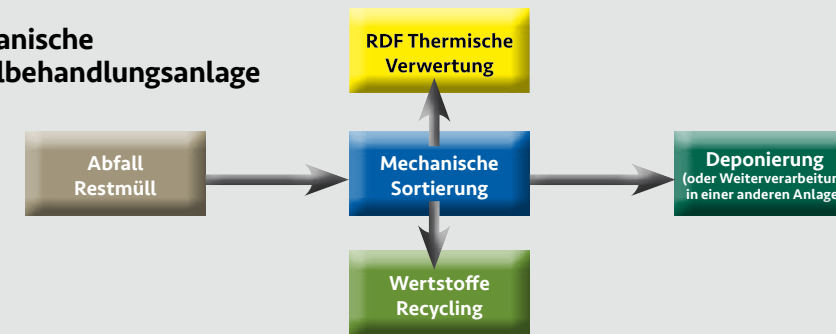 anische
lbehandlungsanlage
RDF Thermische
Verwertung
Abfall
Restmüll
Mechanische
Sortierung
Deponierung
(oder Weiterverarbeitun
in einer anderen Anlage
Wertstoffe
Recycling